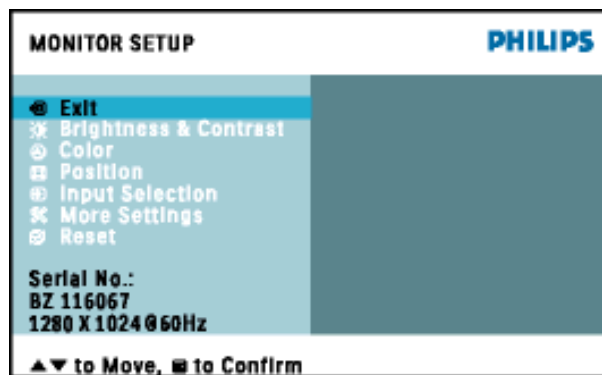 MONITOR SETUP PHILIPS
Exit
Brightness & Contrast
Color
Position
Input Selection
More Settings
Reset
Serial No.:
BZ 116067
1280 X 1024 @ 60Hz
▲▼ to Move, to Confirm